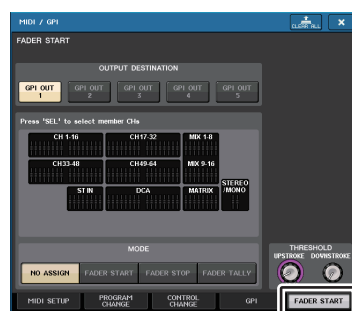 MIDI / GPI
CLEAR ALL
FADER START
OUTPUT DESTINATION
GPI OUT 1
GPI OUT 2
GPI OUT 3
GPI OUT 4
GPI OUT 5
Press 'SEL' to select member CHs
CH 1-16
CH17-32
MIX 1-8
CH33-48
CH49-64
MIX 9-16
ST IN
DCA
MATRIX
STEREO /MONO
MODE
NO ASSIGN
FADER START
FADER STOP
FADER TALLY
THRESHOLD
UPSTROKE
DOWNSTROKE
MIDI SETUP
PROGRAM CHANGE
CONTROL CHANGE
GPI
FADER START